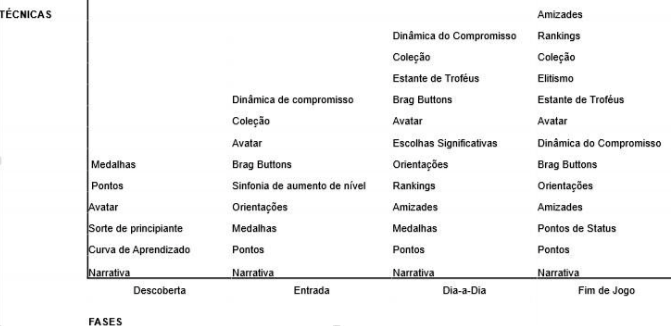 TÉCNICAS
Amizades
Dinâmica do Compromisso Rankings
Coleção Coleção
Estante de Troféus Elitismo
Dinâmica de compromisso Brag Buttons Estante de Troféus
Coleção Avatar Avatar
Avatar Escolhas Significativas Dinâmica do Compromisso
Medalhas Brag Buttons Orientações Brag Buttons
Pontos Sinfonia de aumento de nível Rankings Orientações
Avatar Orientações Amizades Amizades
Sorte de principiante Medalhas Medalhas Pontos de Status
Curva de Aprendizado Pontos Pontos Pontos
Narrativa Narrativa Narrativa Narrativa
Descoberta Entrada Dia-a-Dia Fim de Jogo
FASES